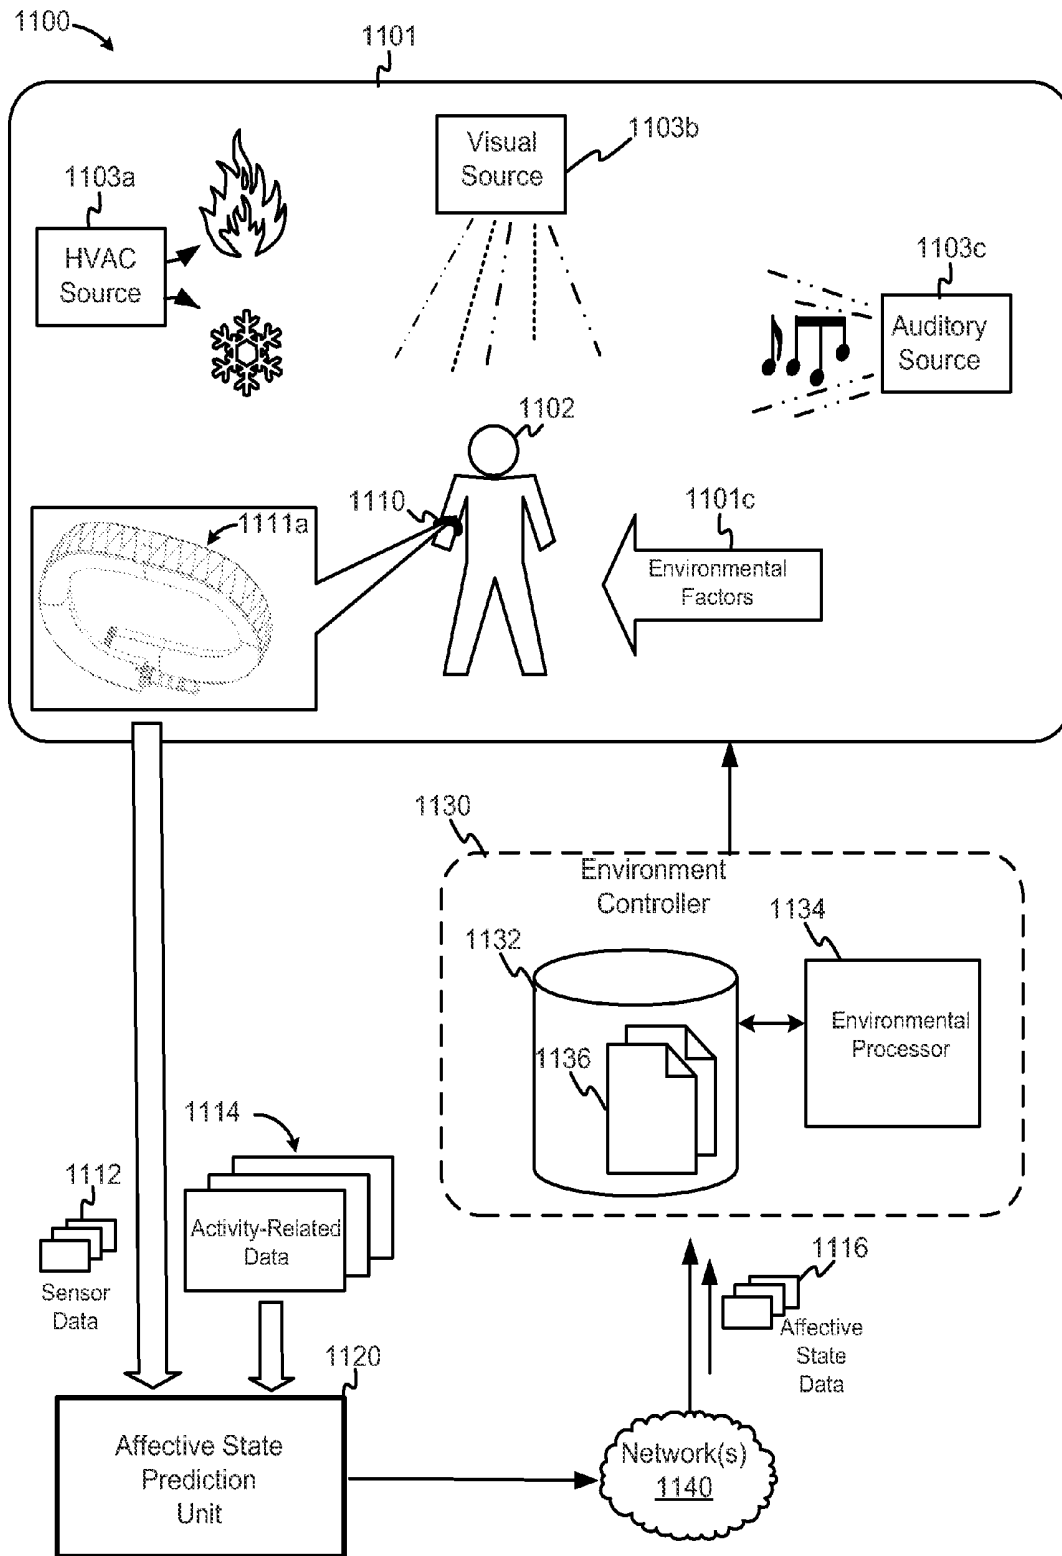 1100
1101
Visual
Source
1103b
1103a
HVAC
Source
1103c
Auditory
Source
1102
1110
1111a
1101c
Environmental
Factors
1130
Environment
Controller
1134
1132
Environmental
Processor
1136
1114
1112
Activity-Related
Data
Sensor
Data
1116
Affective
State
Data
1120
Affective State
Prediction
Unit
Network(s)
1140